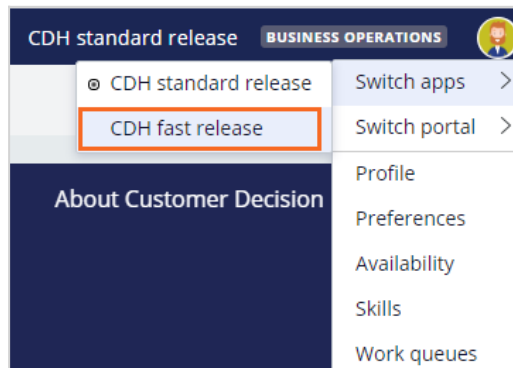 CDH standard release BUSINESS OPERATIONS
CDH standard release
CDH fast release
Switch apps
Switch portal
Profile
Preferences
Availability
Skills
Work queues
About Customer Decision